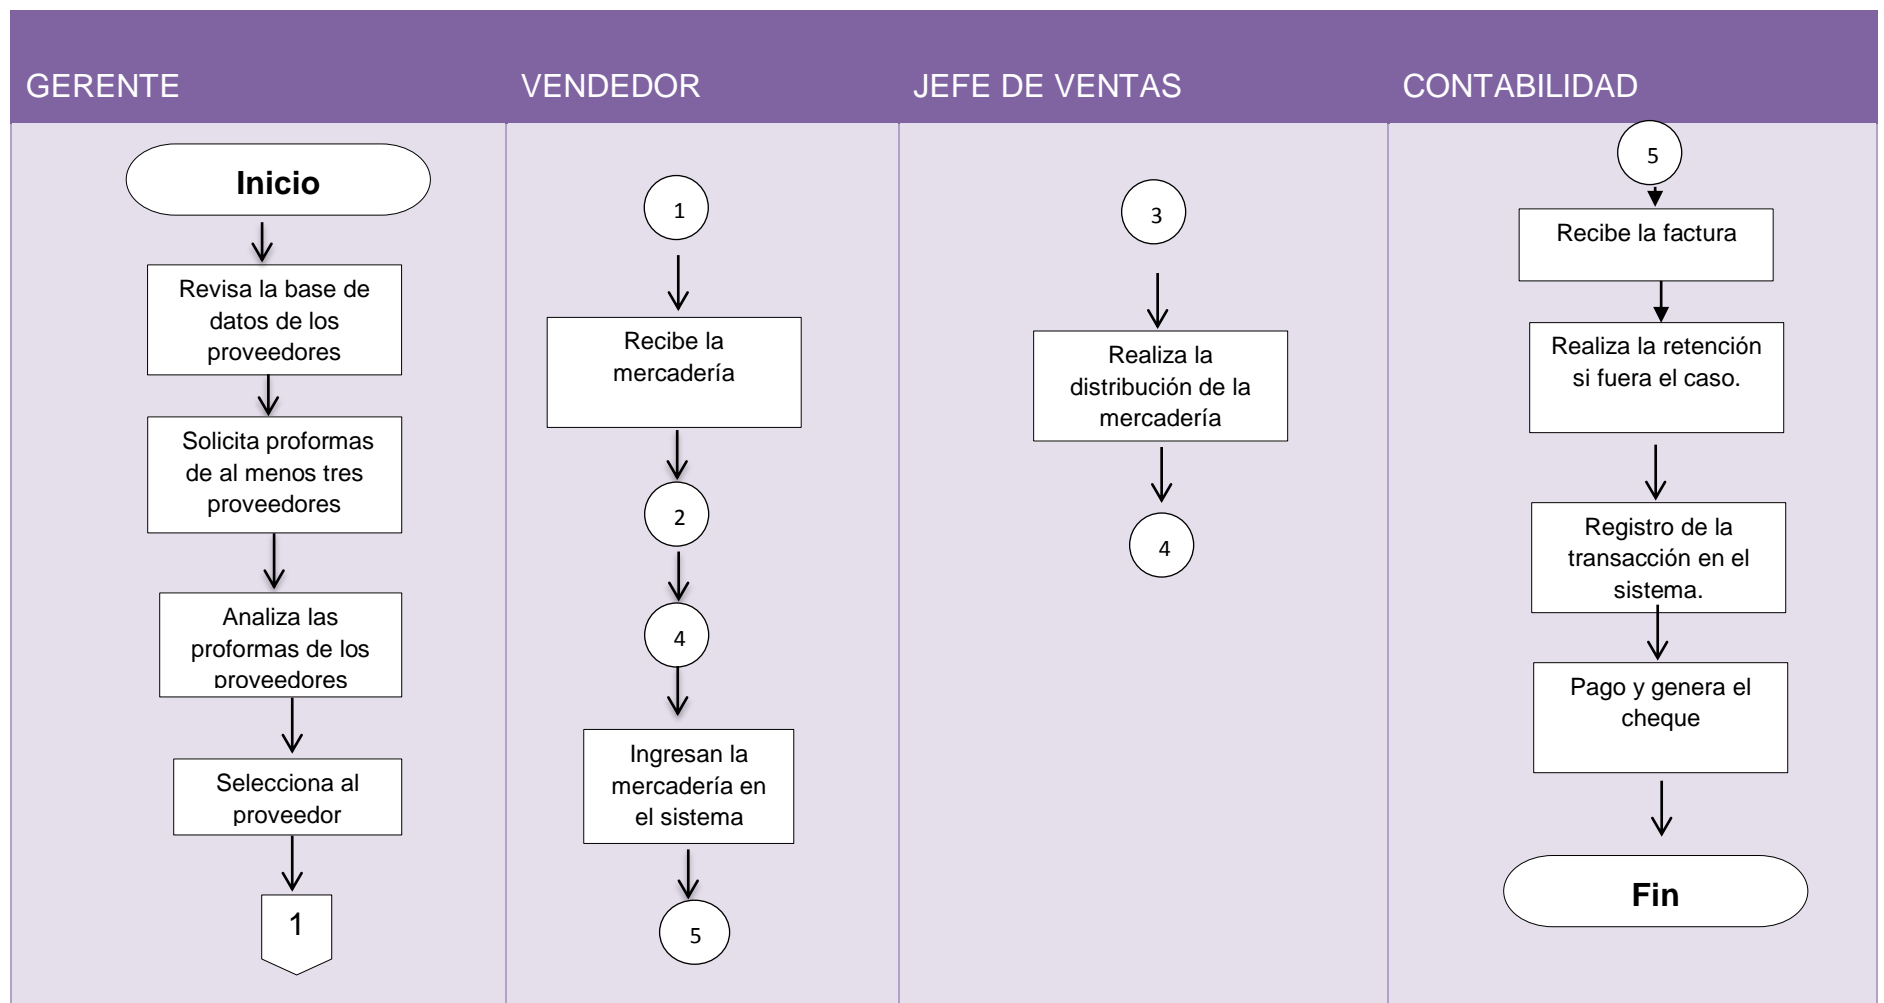 GERENTE
VENDEDOR
JEFE DE VENTAS
CONTABILIDAD
Inicio
Revisa la base de
datos de los
proveedores
Solicita proformas
de al menos tres
proveedores
Analiza las
proformas de los
proveedores
Selecciona al
proveedor
1
1
Recibe la
mercadería
2
4
Ingresan la
mercadería en
el sistema
5
3
Realiza la
distribución de la
mercadería
4
5
Recibe la factura
Realiza la retención
si fuera el caso.
Registro de la
transacción en el
sistema.
Pago y genera el
cheque
Fin